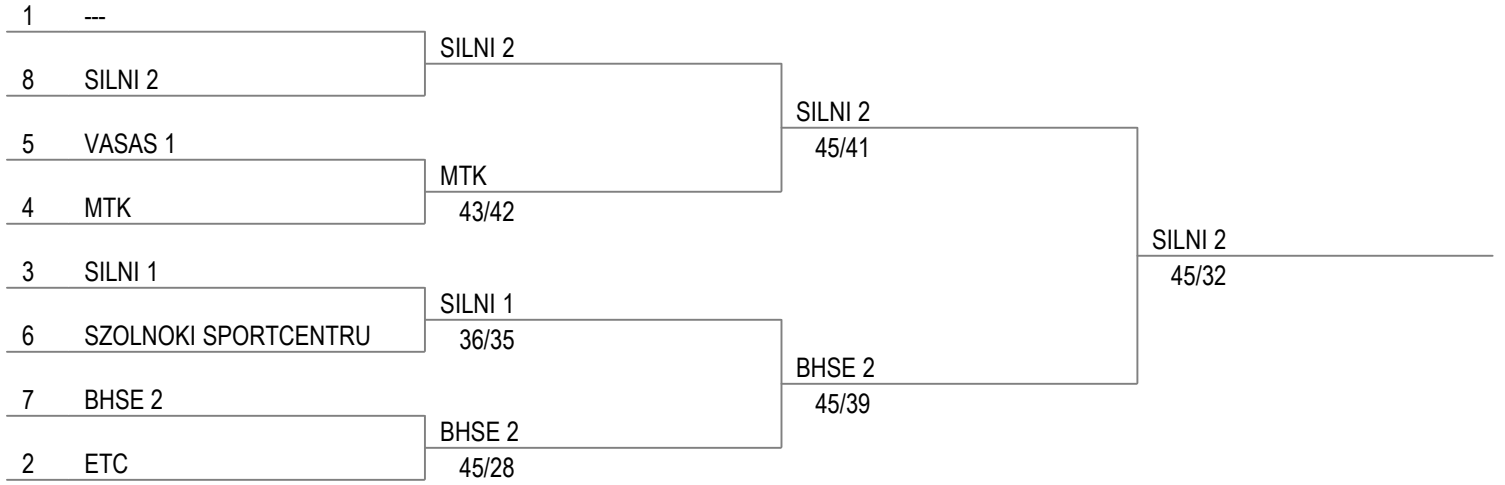 1 ---
8 SILNI 2
5 VASAS 1
4 MTK
3 SILNI 1
6 SZOLNOKI SPORTCENTRU
7 BHSE 2
2 ETC
SILNI 2
MTK
43/42
SILNI 1
36/35
BHSE 2
45/28
SILNI 2
45/41
BHSE 2
45/39
SILNI 2
45/32